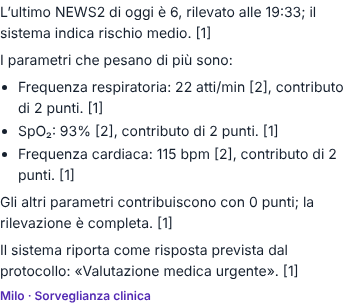 L’ultimo NEWS2 di oggi è 6, rilevato alle 19:33; il
sistema indica rischio medio. [1]
I parametri che pesano di più sono:
• Frequenza respiratoria: 22 atti/min [2], contributo
di 2 punti. [1]
• SpO₂: 93% [2], contributo di 2 punti. [1]
• Frequenza cardiaca: 115 bpm [2], contributo di 2
punti. [1]
Gli altri parametri contribuiscono con 0 punti; la
rilevazione è completa. [1]
Il sistema riporta come risposta prevista dal
protocollo: «Valutazione medica urgente». [1]
Milo · Sorveglianza clinica